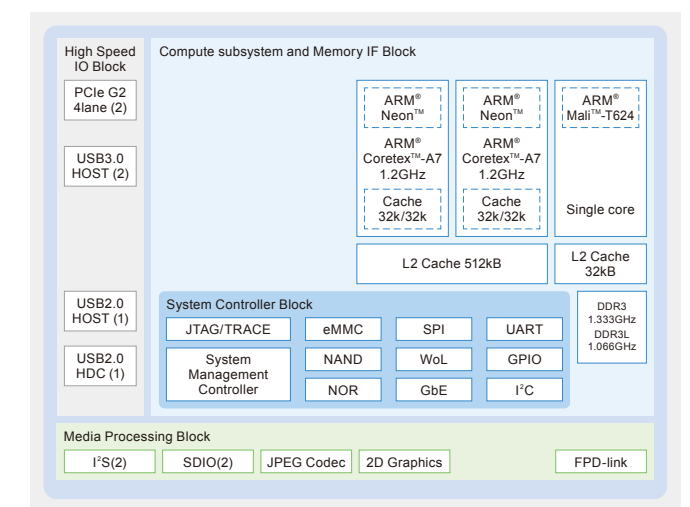 High Speed
IO Block
PCIe G2
4lane (2)
USB3.0
HOST (2)
USB2.0
HOST (1)
USB2.0
HDC (1)
Compute subsystem and Memory IF Block
ARM®
Neon™
ARM®
Coretex™-A7
1.2GHz
Cache
32k/32k
ARM®
Neon™
ARM®
Coretex™-A7
1.2GHz
Cache
32k/32k
ARM®
Mali™-T624
Single core
L2 Cache 512kB
L2 Cache
32kB
System Controller Block
JTAG/TRACE
eMMC
SPI
UART
System
Management
Controller
NAND
WoL
GPIO
NOR
GbE
I²C
DDR3
1.333GHz
DDR3L
1.066GHz
Media Processing Block
I²S(2)
SDIO(2)
JPEG Codec
2D Graphics
FPD-link